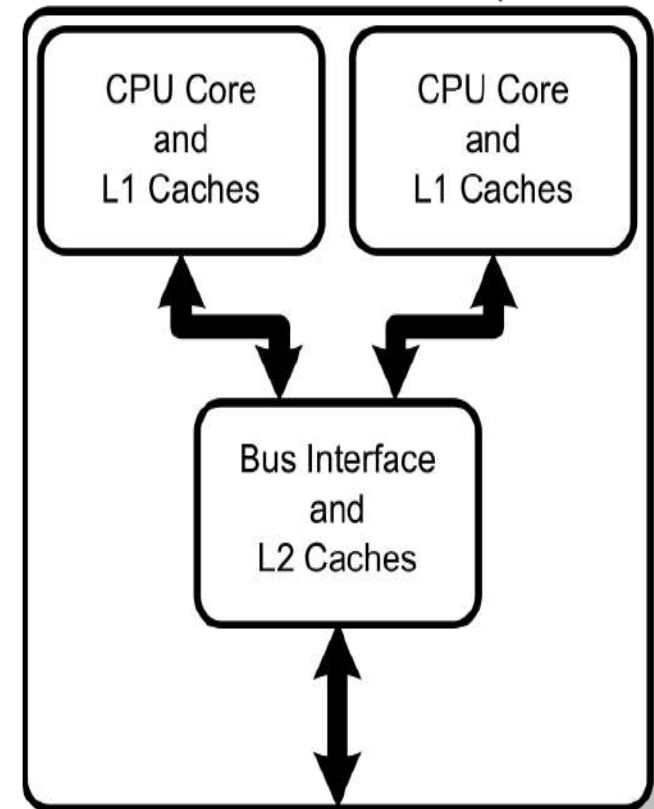 CPU Core
and
L1 Caches
CPU Core
and
L1 Caches
Bus Interface
and
L2 Caches